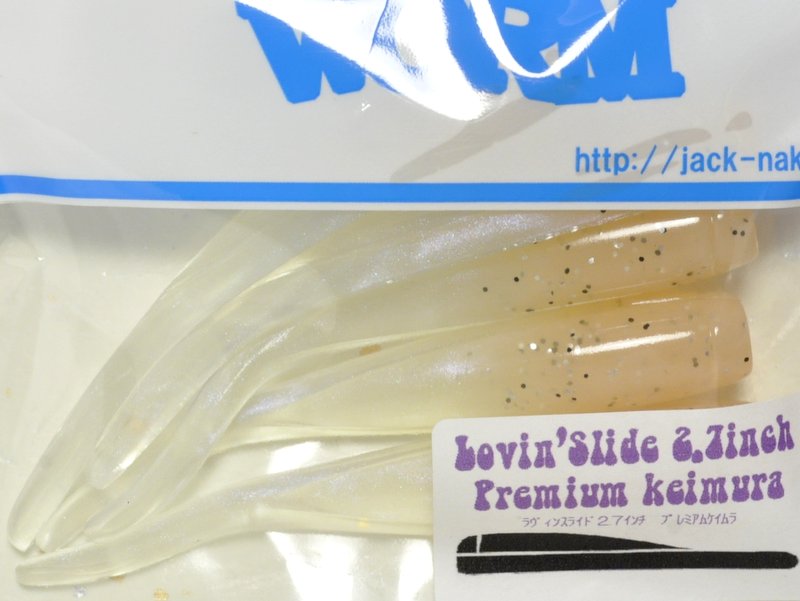 WORM
http://jack-nak
Lovin'Slide 2.7inch
Premium keimura
ラヴィンスライド2.7インチ プレミアムケイムラ